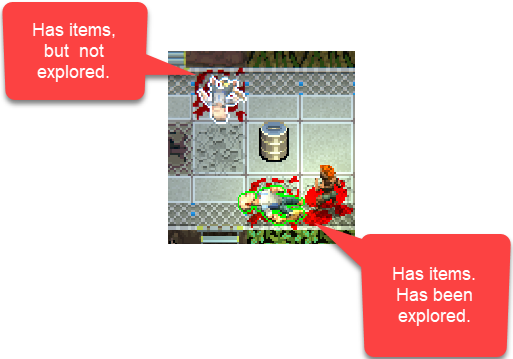 Has items,
but  not
explored.
Has items.
Has been
explored.